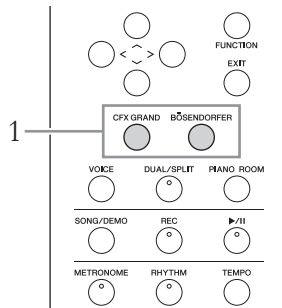 FUNCTION
EXIT
CFX GRAND BÖSENDORFER
1
VOICE DUAL/SPLIT PIANO ROOM
SONG/DEMO REC ►/II
METRONOME RHYTHM TEMPO